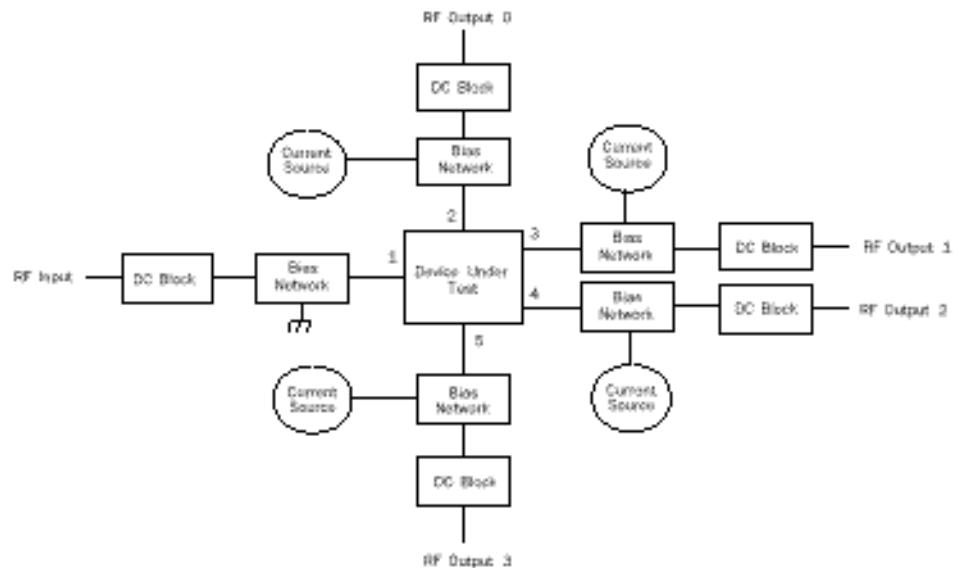 RF Output 0
DC Block
Current
Source
Bias
Network
Current
Source
2
3
Bias
Network
DC Block
RF Output 1
RF Input
DC Block
Bias
Network
1
Device Under
Test
4
Bias
Network
DC Block
RF Output 2
5
Current
Source
Bias
Network
Current
Source
DC Block
RF Output 3